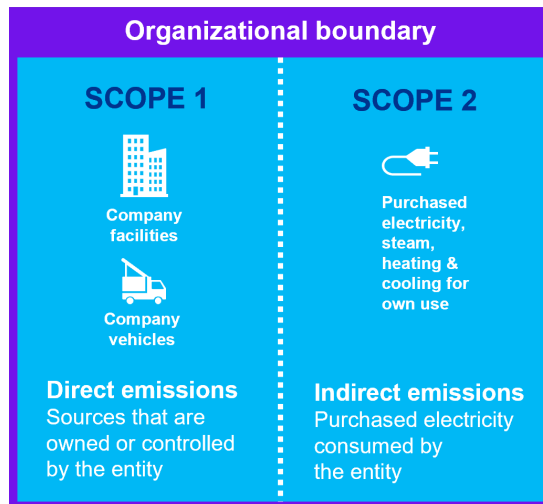 Organizational boundary
SCOPE 1
Company
facilities
Company
vehicles
Direct emissions
Sources that are
owned or controlled
by the entity
SCOPE 2
Purchased
electricity,
steam,
heating &
cooling for
own use
Indirect emissions
Purchased electricity
consumed by
the entity